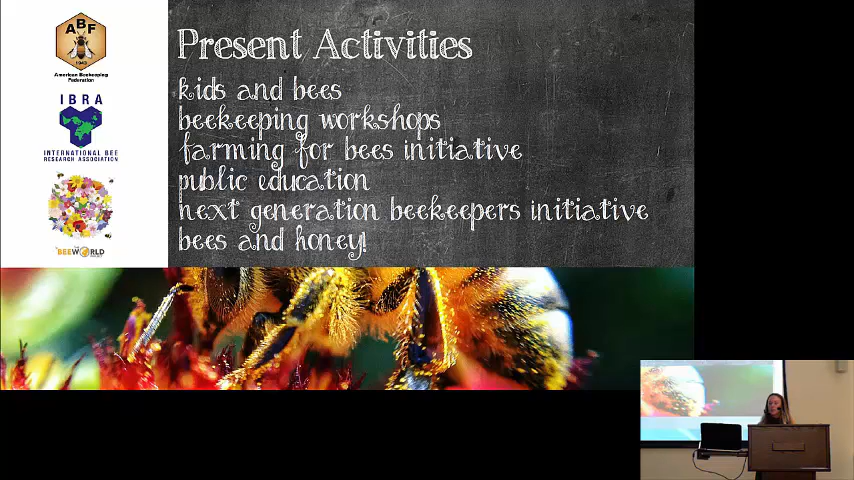 ABF
1943
American Beekeeping
Federation
IBRA
INTERNATIONAL BEE
RESEARCH ASSOCIATION
BEEWORLD
Present Activities
kids and bees
beekeeping workshops
farming for bees initiative
public education
next generation beekeepers initiative
bees and honey!